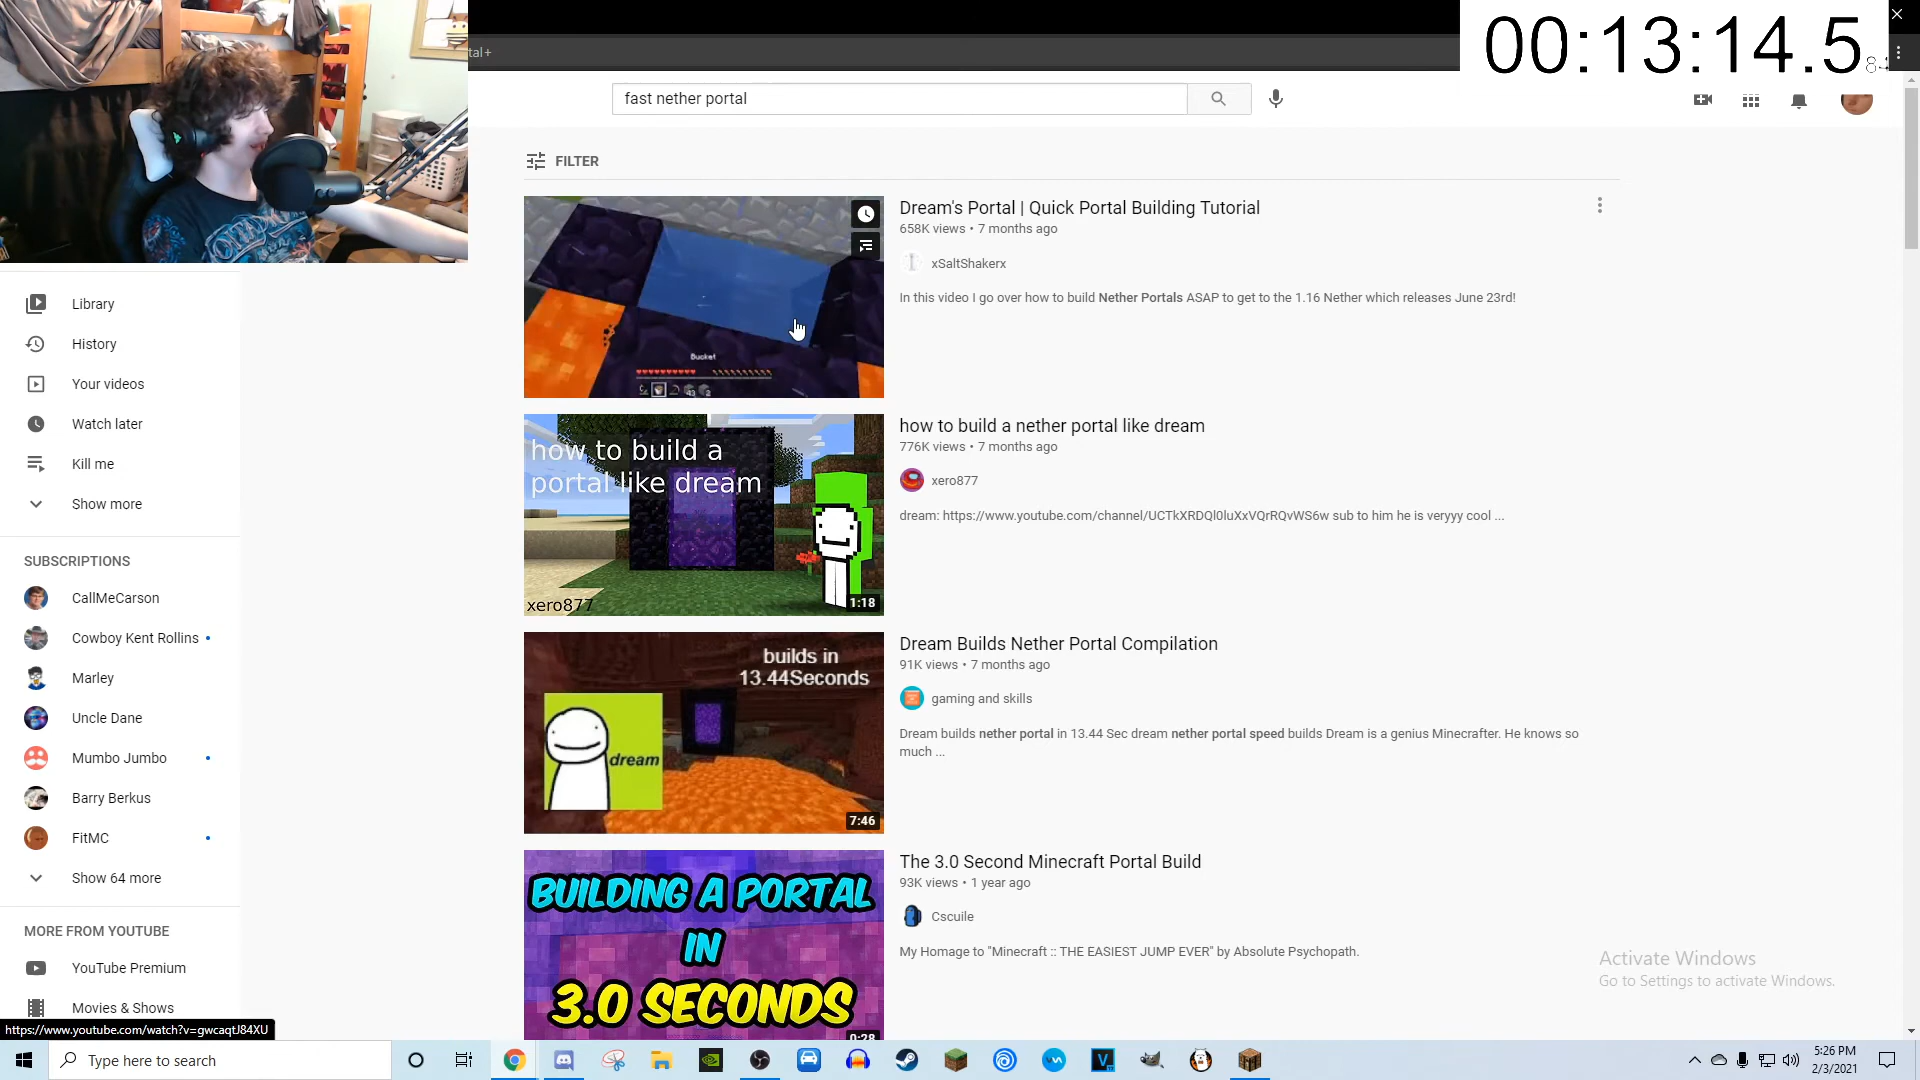 00:13:14.5
tal+
fast nether portal
FILTER
Dream's Portal | Quick Portal Building Tutorial
658K views • 7 months ago
xSaltShakerx
In this video I go over how to build Nether Portals ASAP to get to the 1.16 Nether which releases June 23rd!
Bucket
how to build a
portal like dream
xero877
1:18
how to build a nether portal like dream
776K views • 7 months ago
xero877
dream: https://www.youtube.com/channel/UCTkXRDQl0luXxVQrRQvWS6w sub to him he is veryyy cool ...
builds in
13.44Seconds
dream
7:46
Dream Builds Nether Portal Compilation
91K views • 7 months ago
gaming and skills
Dream builds nether portal in 13.44 Sec dream nether portal speed builds Dream is a genius Minecrafter. He knows so
much ...
BUILDING A PORTAL
IN
3.0 SECONDS
0:28
The 3.0 Second Minecraft Portal Build
93K views • 1 year ago
Cscuile
My Homage to "Minecraft :: THE EASIEST JUMP EVER" by Absolute Psychopath.
Library
History
Your videos
Watch later
Kill me
Show more
SUBSCRIPTIONS
CallMeCarson
Cowboy Kent Rollins
Marley
Uncle Dane
Mumbo Jumbo
Barry Berkus
FitMC
Show 64 more
MORE FROM YOUTUBE
YouTube Premium
Movies & Shows
https://www.youtube.com/watch?v=gwcaqtJ84XU
Activate Windows
Go to Settings to activate Windows.
Type here to search
5:26 PM
2/3/2021